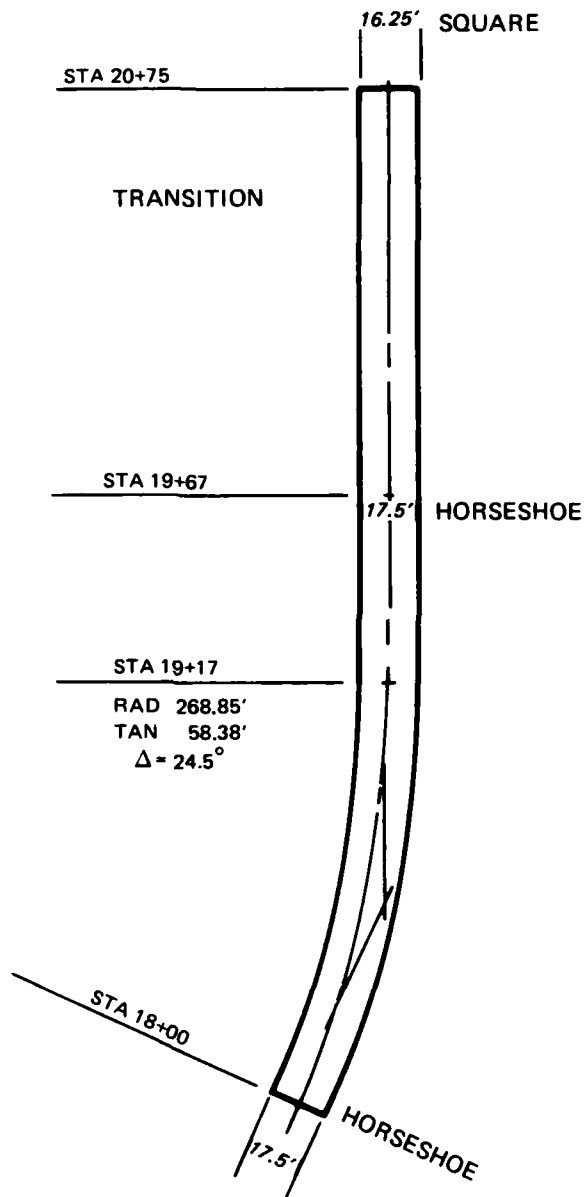 16.25' SQUARE
STA 20+75
TRANSITION
STA 19+67
17.5' HORSESHOE
STA 19+17
RAD 268.85'
TAN 58.38'
Δ = 24.5°
STA 18+00
HORSESHOE
17.5'